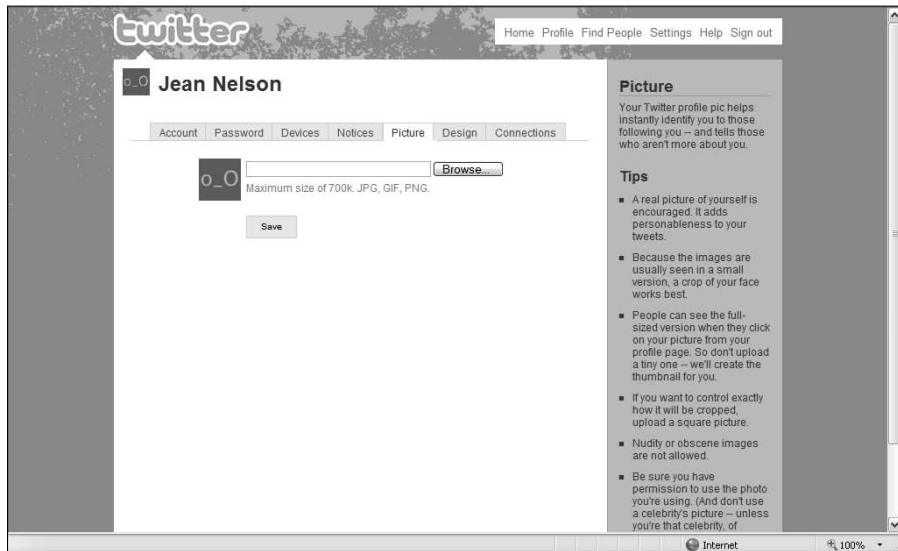 twitter
Home Profile Find People Settings Help Sign out
o_O
Jean Nelson
Account Password Devices Notices Picture Design Connections
o_O
Browse...
Maximum size of 700k. JPG, GIF, PNG.
Save
Picture
Your Twitter profile pic helps
instantly identify you to those
following you -- and tells those
who aren't more about you.
Tips
A real picture of yourself is
encouraged. It adds
personableness to your
tweets.
Because the images are
usually seen in a small
version, a crop of your face
works best.
People can see the full-
sized version when they click
on your picture from your
profile page. So don't upload
a tiny one -- we'll create the
thumbnail for you.
If you want to control exactly
how it will be cropped,
upload a square picture.
Nudity or obscene images
are not allowed.
Be sure you have
permission to use the photo
you're using. (And don't use
a celebrity's picture -- unless
you're that celebrity, of
Internet
100%